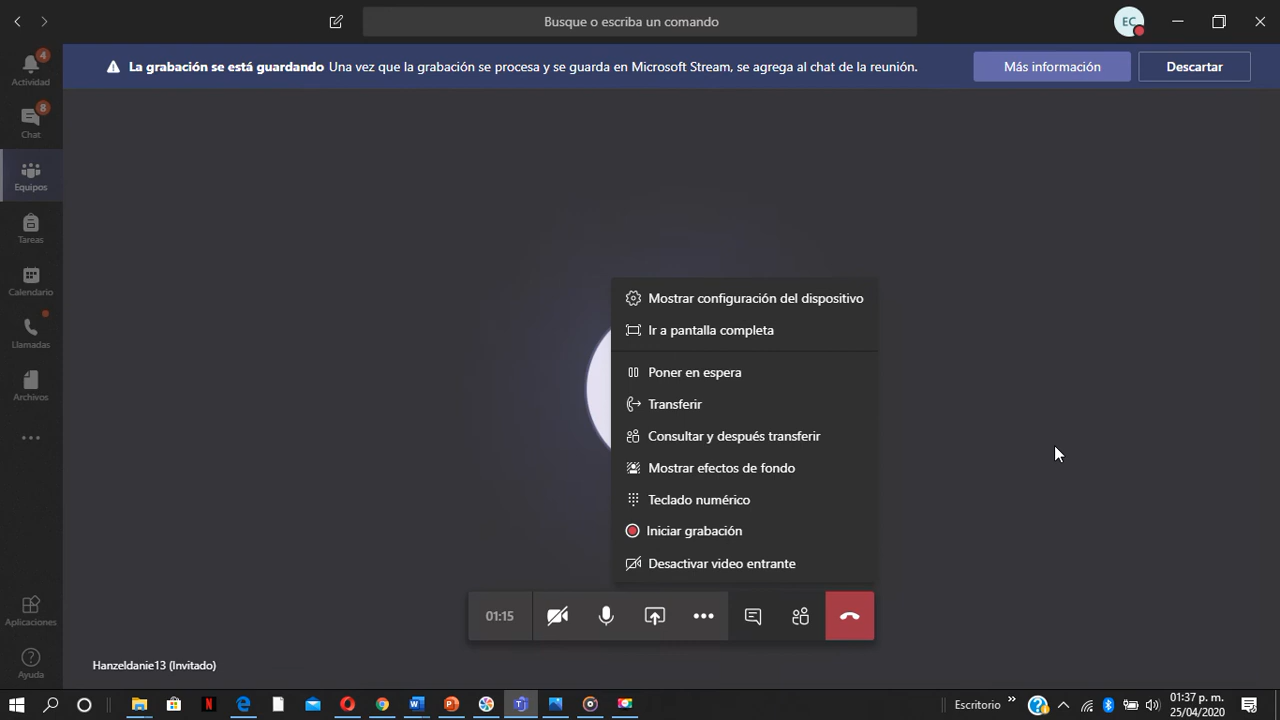 Busque o escriba un comando
EC
La grabación se está guardando Una vez que la grabación se procesa y se guarda en Microsoft Stream, se agrega al chat de la reunión.
Más información
Descartar
4
Actividad
8
Chat
Equipos
Tareas
Calendario
Llamadas
Archivos
Aplicaciones
Ayuda
Mostrar configuración del dispositivo
Ir a pantalla completa
Poner en espera
Transferir
Consultar y después transferir
Mostrar efectos de fondo
Teclado numérico
Iniciar grabación
Desactivar video entrante
01:15
Hanzeldanie13 (Invitado)
Escritorio
01:37 p. m.
25/04/2020